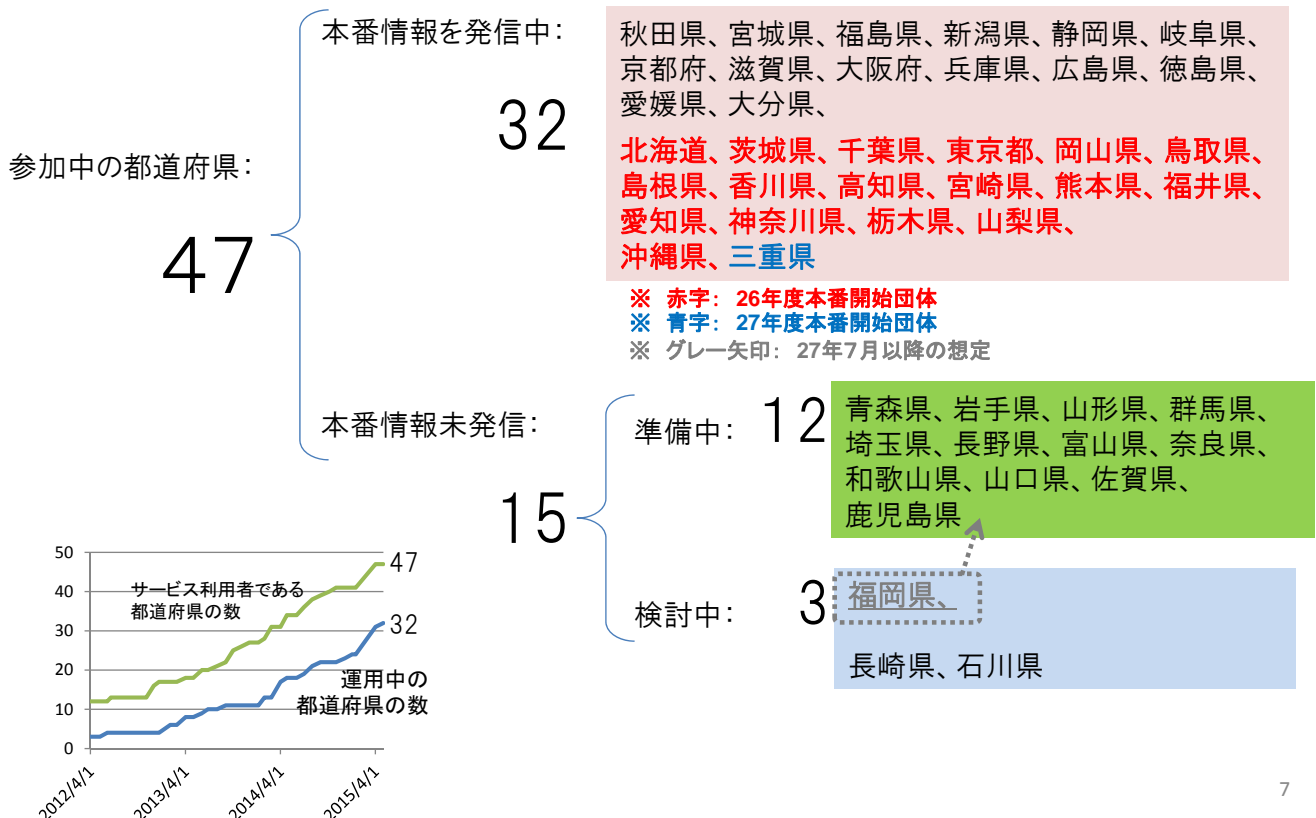 参加中の都道府県：
47
本番情報を発信中：
32
秋田県、宮城県、福島県、新潟県、静岡県、岐阜県、
京都府、滋賀県、大阪府、兵庫県、広島県、徳島県、
愛媛県、大分県、
北海道、茨城県、千葉県、東京都、岡山県、鳥取県、
島根県、香川県、高知県、宮崎県、熊本県、福井県、
愛知県、神奈川県、栃木県、山梨県、
沖縄県、三重県
※ 赤字： 26年度本番開始団体
※ 青字： 27年度本番開始団体
※ グレー矢印： 27年7月以降の想定
本番情報未発信：
15
準備中：
12
青森県、岩手県、山形県、群馬県、
埼玉県、長野県、富山県、奈良県、
和歌山県、山口県、佐賀県、
鹿児島県
検討中：
3
福岡県、
長崎県、石川県
50
40
30
20
10
0
サービス利用者である
都道府県の数
47
32
運用中の
都道府県の数
2012/4/1
2013/4/1
2014/4/1
2015/4/1
7